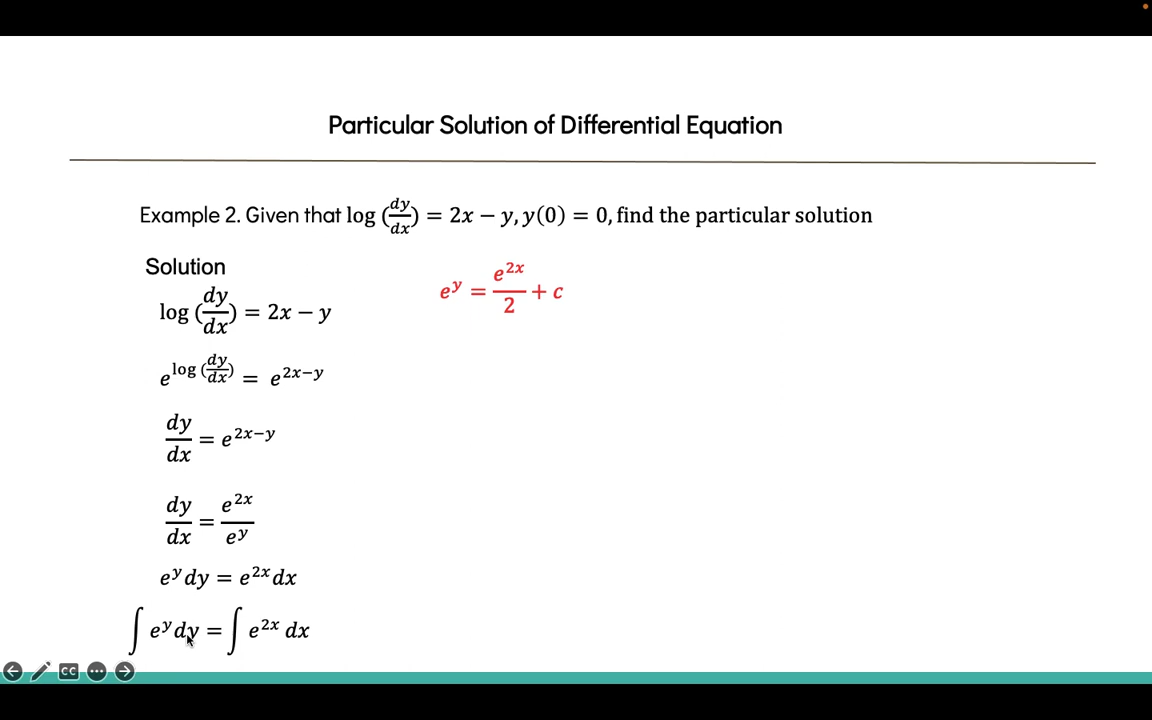 Particular Solution of Differential Equation
Example 2. Given that log (dy/dx) = 2x − y, y(0) = 0, find the particular solution
Solution
log (dy/dx) = 2x − y
e^{log (dy/dx)} = e^{2x−y}
dy/dx = e^{2x−y}
dy/dx = e^{2x}/e^y
e^y dy = e^{2x} dx
∫ e^y dy = ∫ e^{2x} dx
e^y = e^{2x}/2 + c
CC